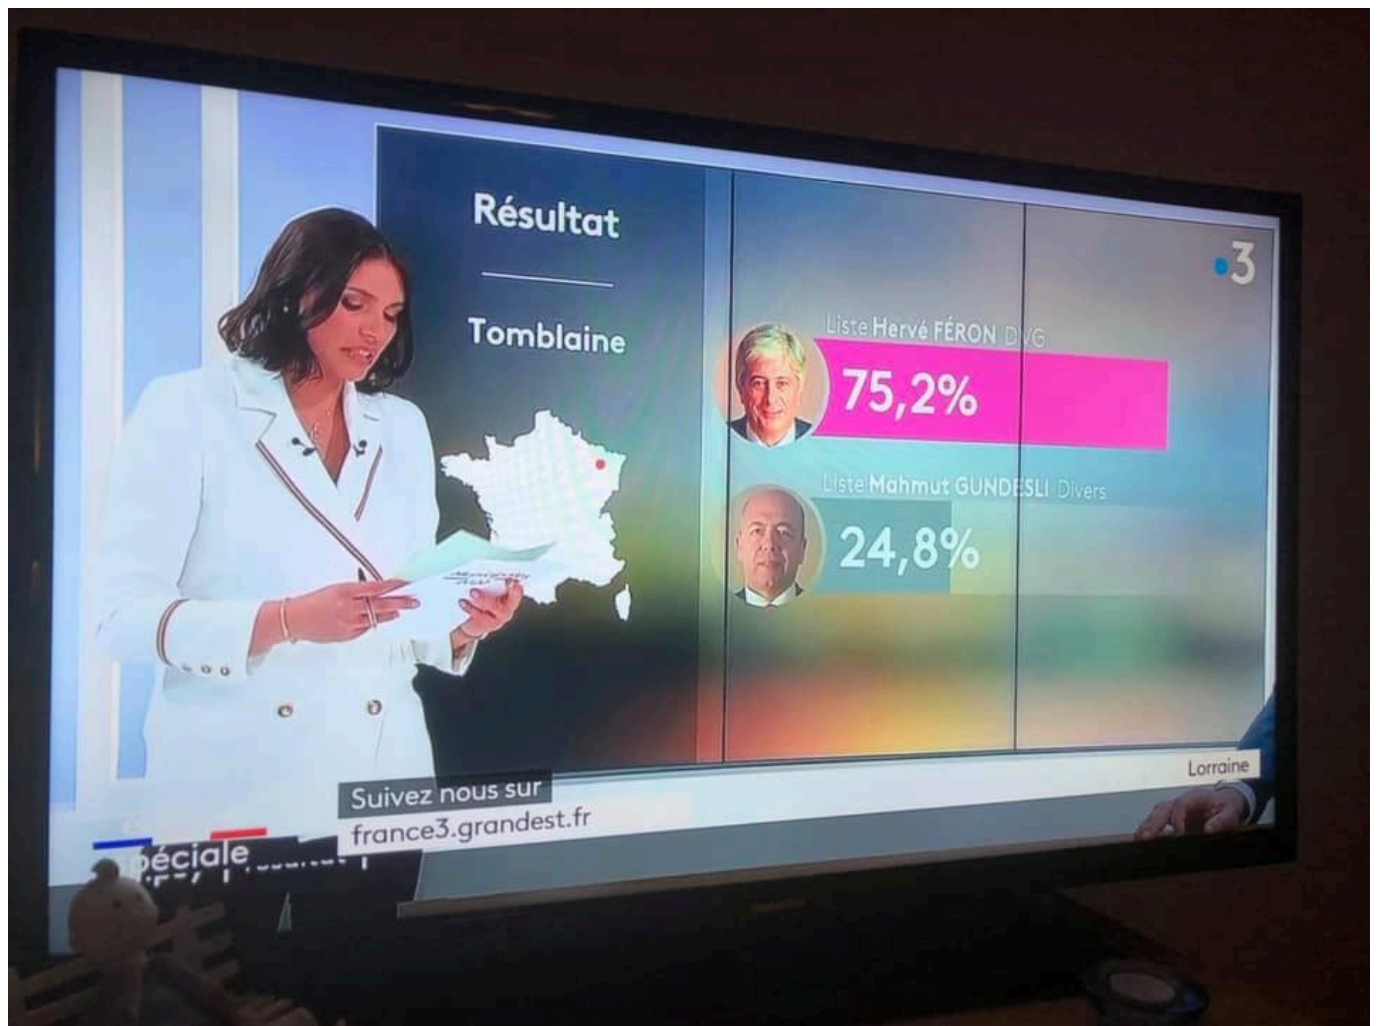 Résultat
Tomblaine
3
Liste Hervé FÉRON DVG
75,2%
Liste Mahmut GUNDESLI Divers
24,8%
Lorraine
Suivez nous sur
france3.grandest.fr